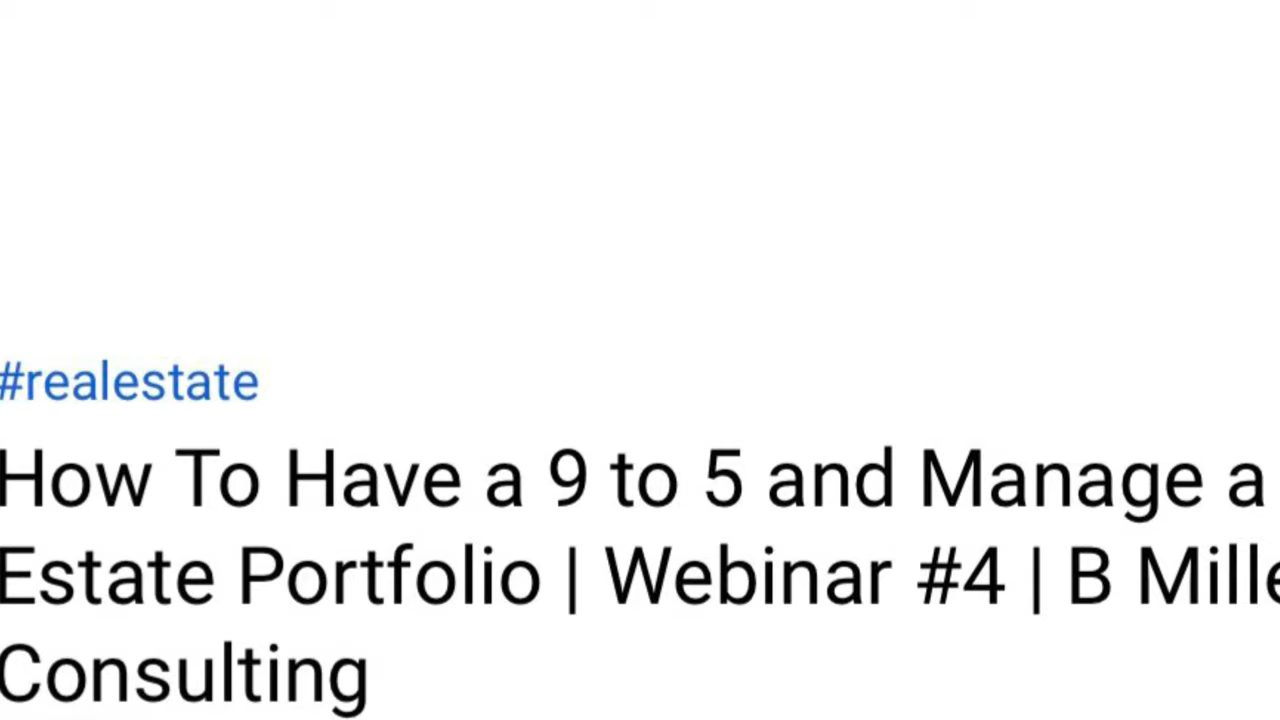 #realestate
How To Have a 9 to 5 and Manage a
Estate Portfolio | Webinar #4 | B Mille
Consulting